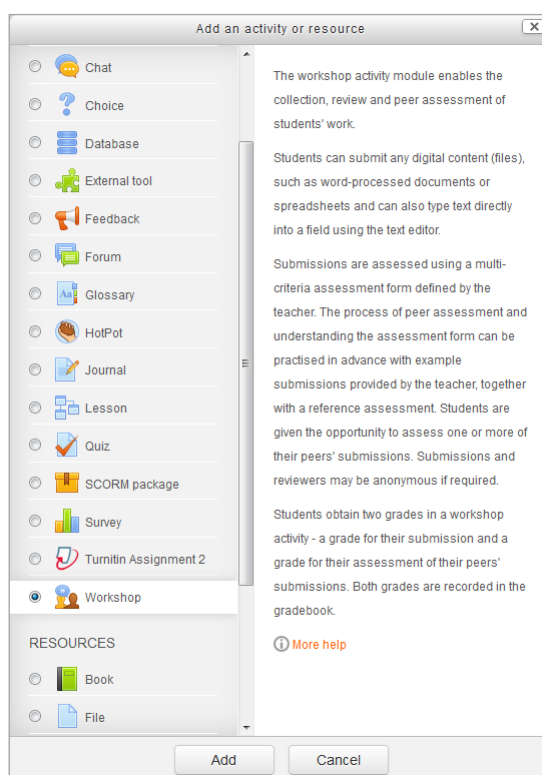 Add an activity or resource
Chat
Choice
Database
External tool
Feedback
Forum
Glossary
HotPot
Journal
Lesson
Quiz
SCORM package
Survey
Turnitin Assignment 2
Workshop
RESOURCES
Book
File
The workshop activity module enables the
collection, review and peer assessment of
students' work.
Students can submit any digital content (files),
such as word-processed documents or
spreadsheets and can also type text directly
into a field using the text editor.
Submissions are assessed using a multi-
criteria assessment form defined by the
teacher. The process of peer assessment and
understanding the assessment form can be
practised in advance with example
submissions provided by the teacher, together
with a reference assessment. Students are
given the opportunity to assess one or more of
their peers' submissions. Submissions and
reviewers may be anonymous if required.
Students obtain two grades in a workshop
activity - a grade for their submission and a
grade for their assessment of their peers'
submissions. Both grades are recorded in the
gradebook.
More help
Add
Cancel